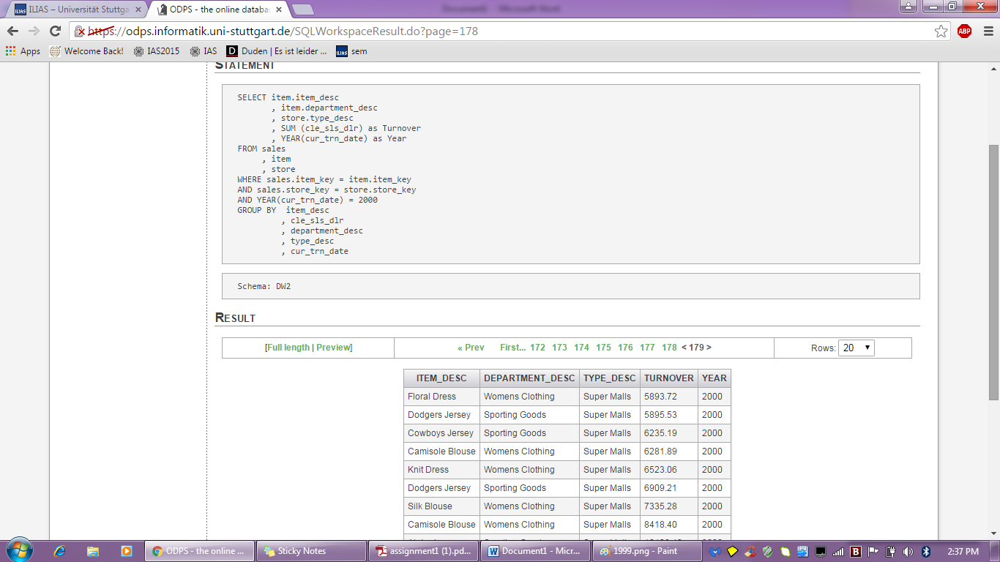 ILIAS – Universität Stuttga
ODPS - the online databa
Document1 - Microsoft Word
https://odps.informatik.uni-stuttgart.de/SQLWorkspaceResult.do?page=178
ABP
Apps Welcome Back! IAS2015 IAS D Duden | Es ist leider ... ILIAS sem
STATEMENT
SELECT item.item_desc
, item.department_desc
, store.type_desc
, SUM (cle_sls_dlr) as Turnover
, YEAR(cur_trn_date) as Year
FROM sales
, item
, store
WHERE sales.item_key = item.item_key
AND sales.store_key = store.store_key
AND YEAR(cur_trn_date) = 2000
GROUP BY item_desc
, cle_sls_dlr
, department_desc
, type_desc
, cur_trn_date
Schema: DW2
RESULT
[Full length | Preview] « Prev First... 172 173 174 175 176 177 178 < 179 > Rows: 20
ITEM_DESC DEPARTMENT_DESC TYPE_DESC TURNOVER YEAR
Floral Dress Womens Clothing Super Malls 5893.72 2000
Dodgers Jersey Sporting Goods Super Malls 5895.53 2000
Cowboys Jersey Sporting Goods Super Malls 6235.19 2000
Camisole Blouse Womens Clothing Super Malls 6281.89 2000
Knit Dress Womens Clothing Super Malls 6523.06 2000
Dodgers Jersey Sporting Goods Super Malls 6909.21 2000
Silk Blouse Womens Clothing Super Malls 7335.28 2000
Camisole Blouse Womens Clothing Super Malls 8418.40 2000
ODPS - the online ... Sticky Notes assignment1 (1).pd... Document1 - Micr... 1999.png - Paint 2:37 PM